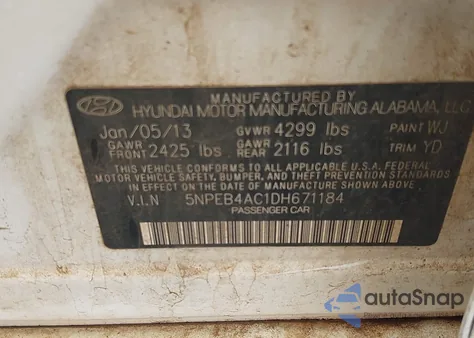 MANUFACTURED BY
HYUNDAI MOTOR MANUFACTURING ALABAMA, LLC
Jan/05/13 GVWR 4299 lbs PAINT WJ
GAWR FRONT 2425 lbs GAWR REAR 2116 lbs TRIM YD
THIS VEHICLE CONFORMS TO ALL APPLICABLE U.S.A. FEDERAL
MOTOR VEHICLE SAFETY, BUMPER, AND THEFT PREVENTION STANDARDS
IN EFFECT ON THE DATE OF MANUFACTURE SHOWN ABOVE.
V.I.N 5NPEB4AC1DH671184
PASSENGER CAR
autoSnap